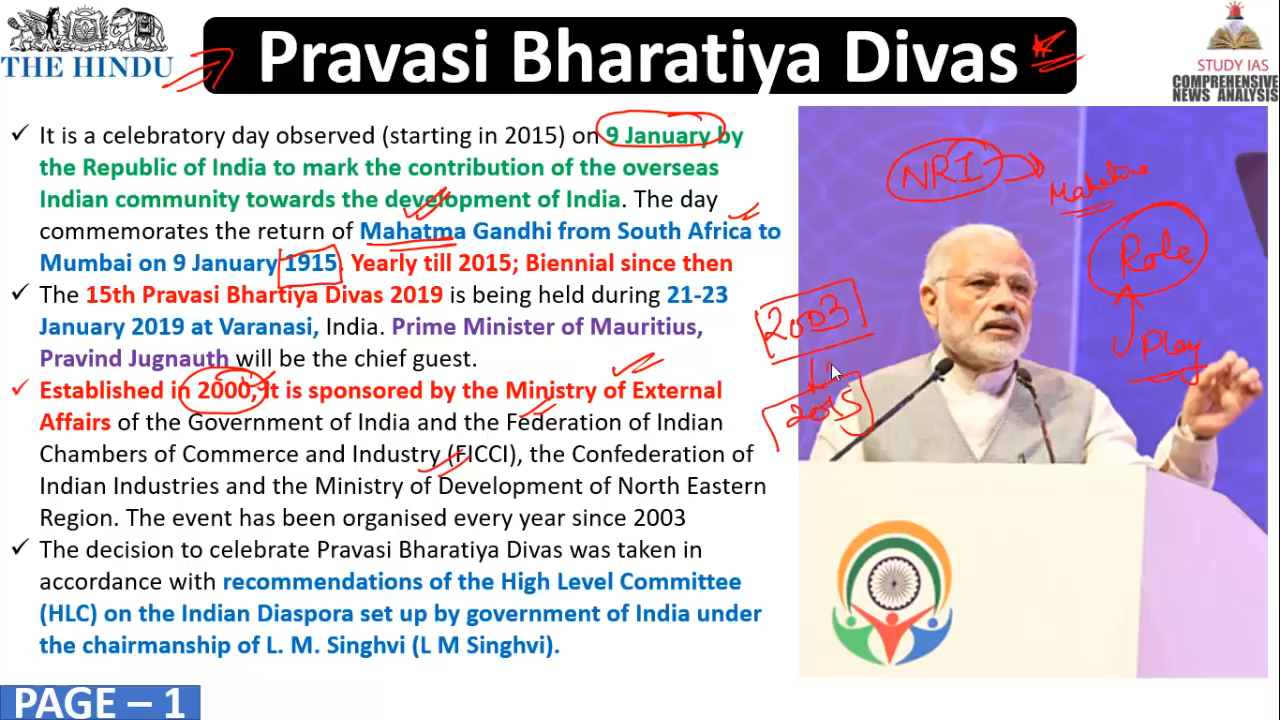 THE HINDU
Pravasi Bharatiya Divas
STUDY IAS
COMPREHENSIVE
NEWS ANALYSIS
✓ It is a celebratory day observed (starting in 2015) on 9 January by
the Republic of India to mark the contribution of the overseas
Indian community towards the development of India. The day
commemorates the return of Mahatma Gandhi from South Africa to
Mumbai on 9 January 1915. Yearly till 2015; Biennial since then
✓ The 15th Pravasi Bhartiya Divas 2019 is being held during 21-23
January 2019 at Varanasi, India. Prime Minister of Mauritius,
Pravind Jugnauth will be the chief guest.
✓ Established in 2000, It is sponsored by the Ministry of External
Affairs of the Government of India and the Federation of Indian
Chambers of Commerce and Industry (FICCI), the Confederation of
Indian Industries and the Ministry of Development of North Eastern
Region. The event has been organised every year since 2003
✓ The decision to celebrate Pravasi Bharatiya Divas was taken in
accordance with recommendations of the High Level Committee
(HLC) on the Indian Diaspora set up by government of India under
the chairmanship of L. M. Singhvi (L M Singhvi).
NRI
Role
Play
2003
2015
PAGE – 1